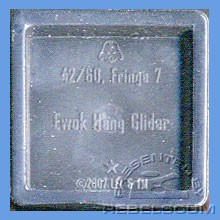 42/60, Fringe 7
Ewok Hang Glider
©2007 LFL & TM
REBELSCUM